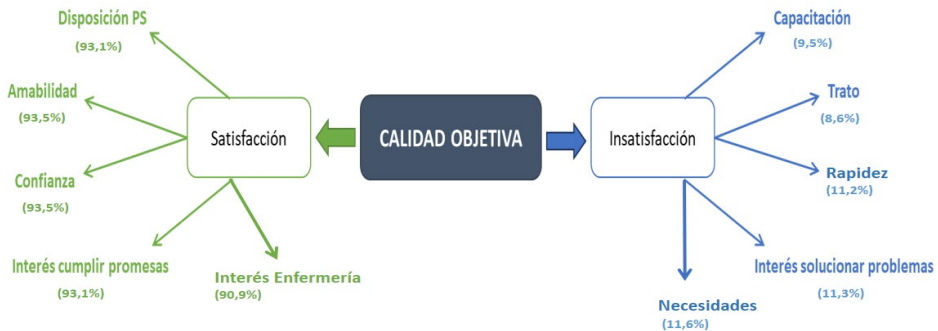 Disposición PS
(93,1%)
Amabilidad
(93,5%)
Confianza
(93,5%)
Interés cumplir promesas
(93,1%)
Interés Enfermería
(90,9%)
Satisfacción
CALIDAD OBJETIVA
Insatisfacción
Capacitación
(9,5%)
Trato
(8,6%)
Rapidez
(11,2%)
Interés solucionar problemas
(11,3%)
Necesidades
(11,6%)